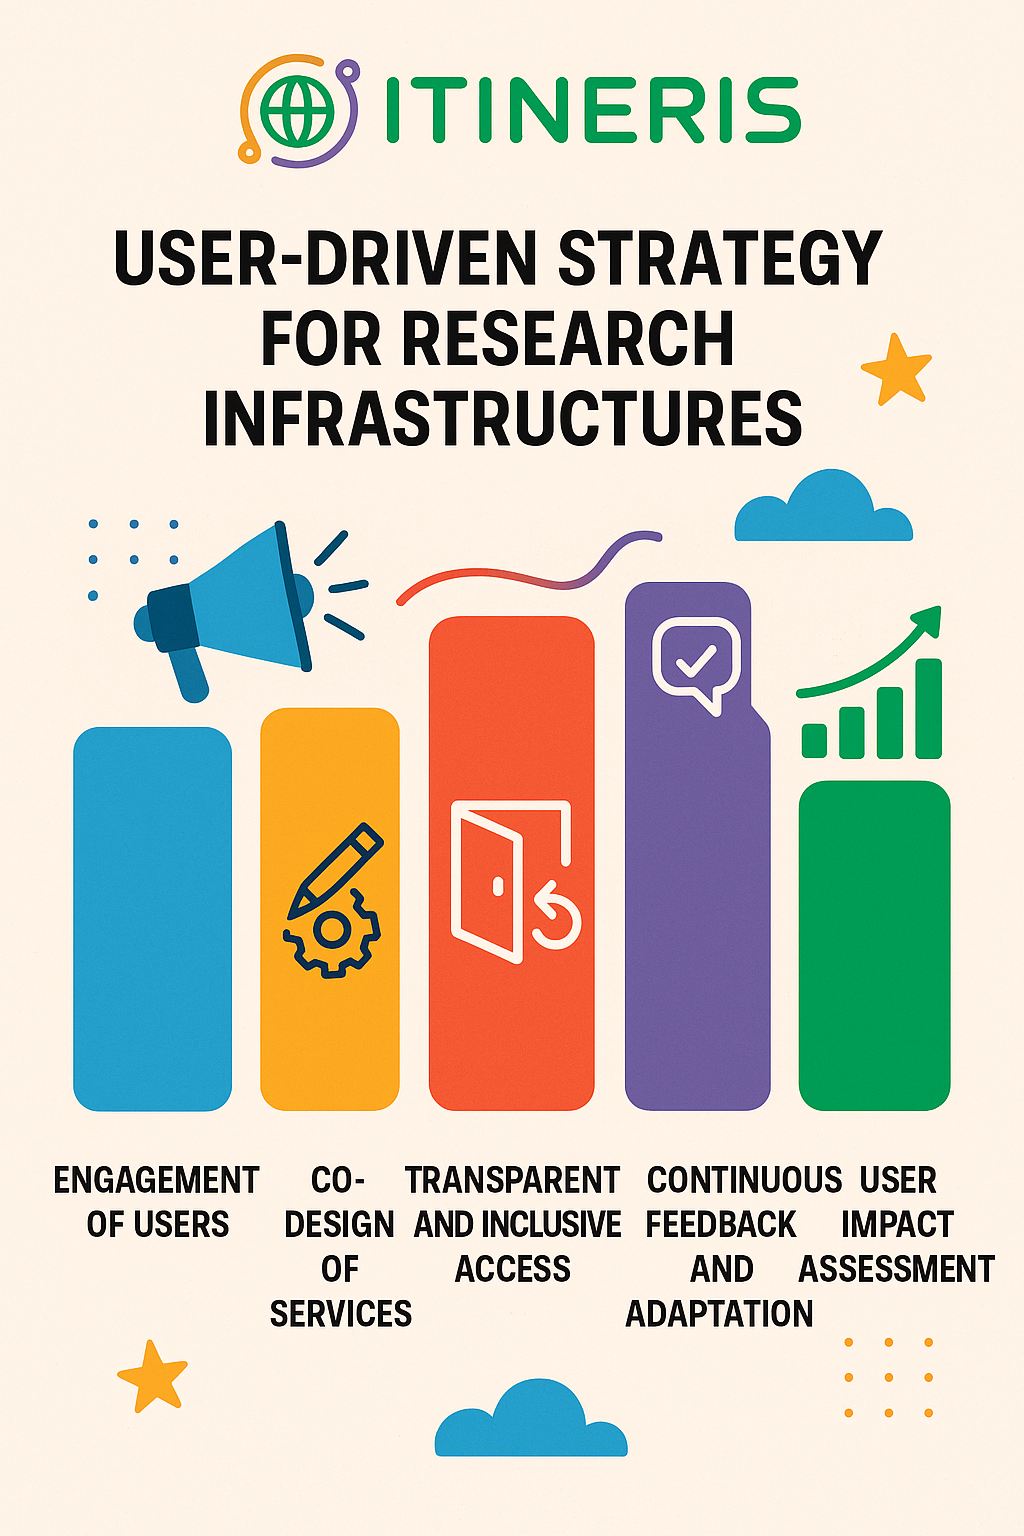 ITINERIS
USER-DRIVEN STRATEGY
FOR RESEARCH
INFRASTRUCTURES
ENGAGEMENT
OF USERS
CO-
DESIGN
OF
SERVICES
TRANSPARENT
AND INCLUSIVE
ACCESS
CONTINUOUS
FEEDBACK
AND
ADAPTATION
USER
IMPACT
ASSESSMENT